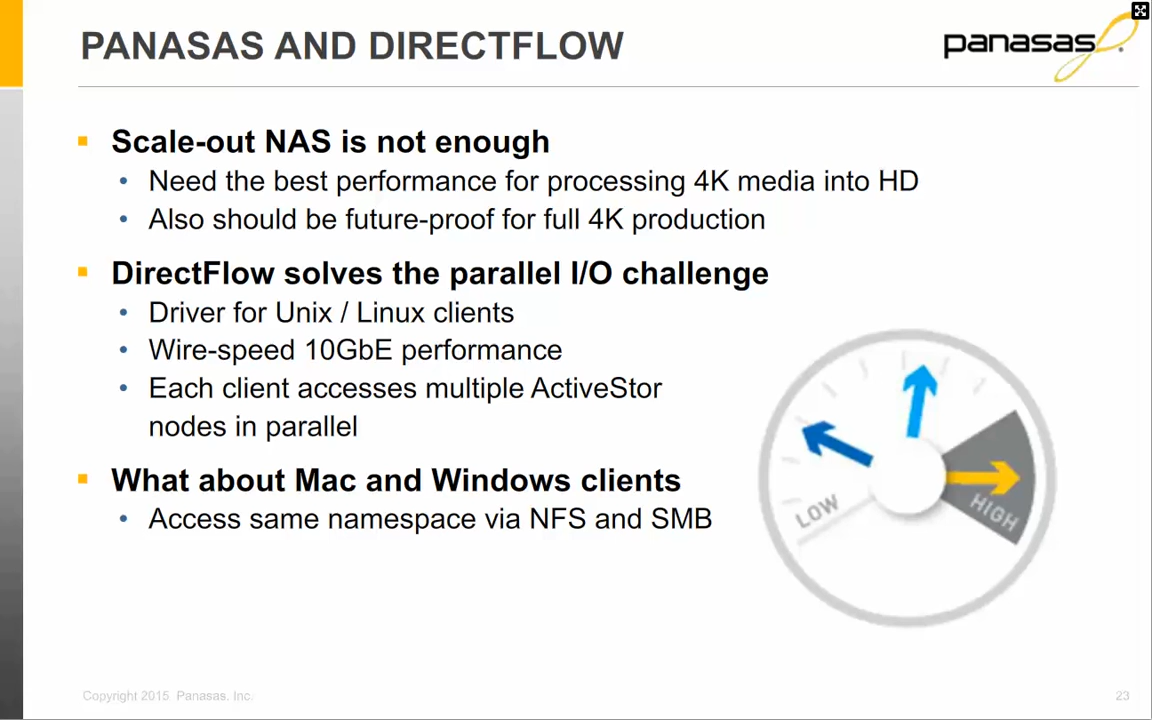 PANASAS AND DIRECTFLOW
panasas
Scale-out NAS is not enough
Need the best performance for processing 4K media into HD
Also should be future-proof for full 4K production
DirectFlow solves the parallel I/O challenge
Driver for Unix / Linux clients
Wire-speed 10GbE performance
Each client accesses multiple ActiveStor
nodes in parallel
What about Mac and Windows clients
Access same namespace via NFS and SMB
LOW
HIGH
Copyright 2015 Panasas, Inc.
23